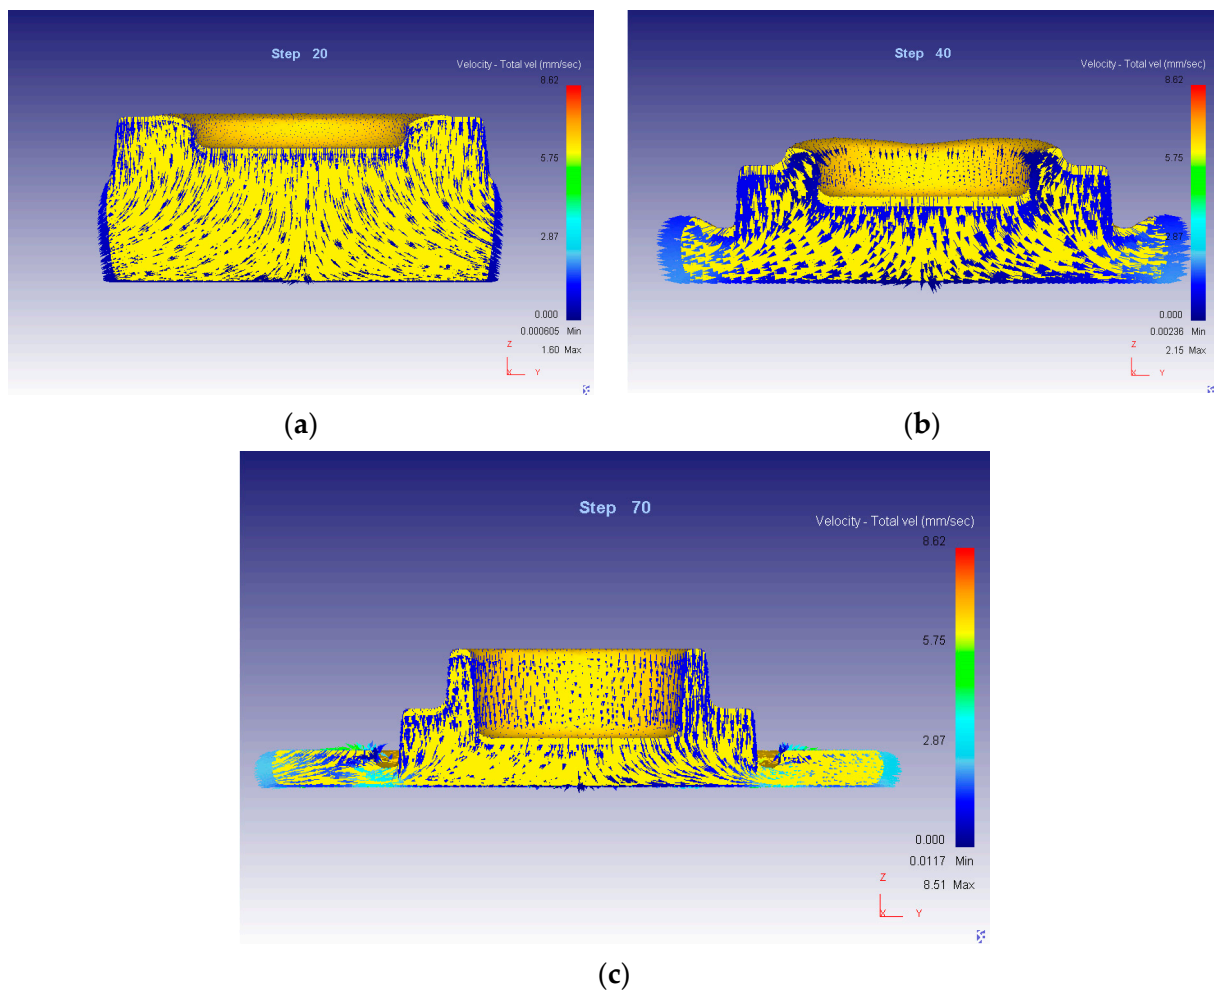 Step 20
Velocity - Total vel (mm/sec)
8.62
5.75
2.87
0.000
0.000605 Min
1.60 Max
Z
X Y
(a)
Step 40
Velocity - Total vel (mm/sec)
8.62
5.75
2.87
0.000
0.00236 Min
2.15 Max
Z
X Y
(b)
Step 70
Velocity - Total vel (mm/sec)
8.62
5.75
2.87
0.000
0.0117 Min
8.51 Max
Z
X Y
(c)